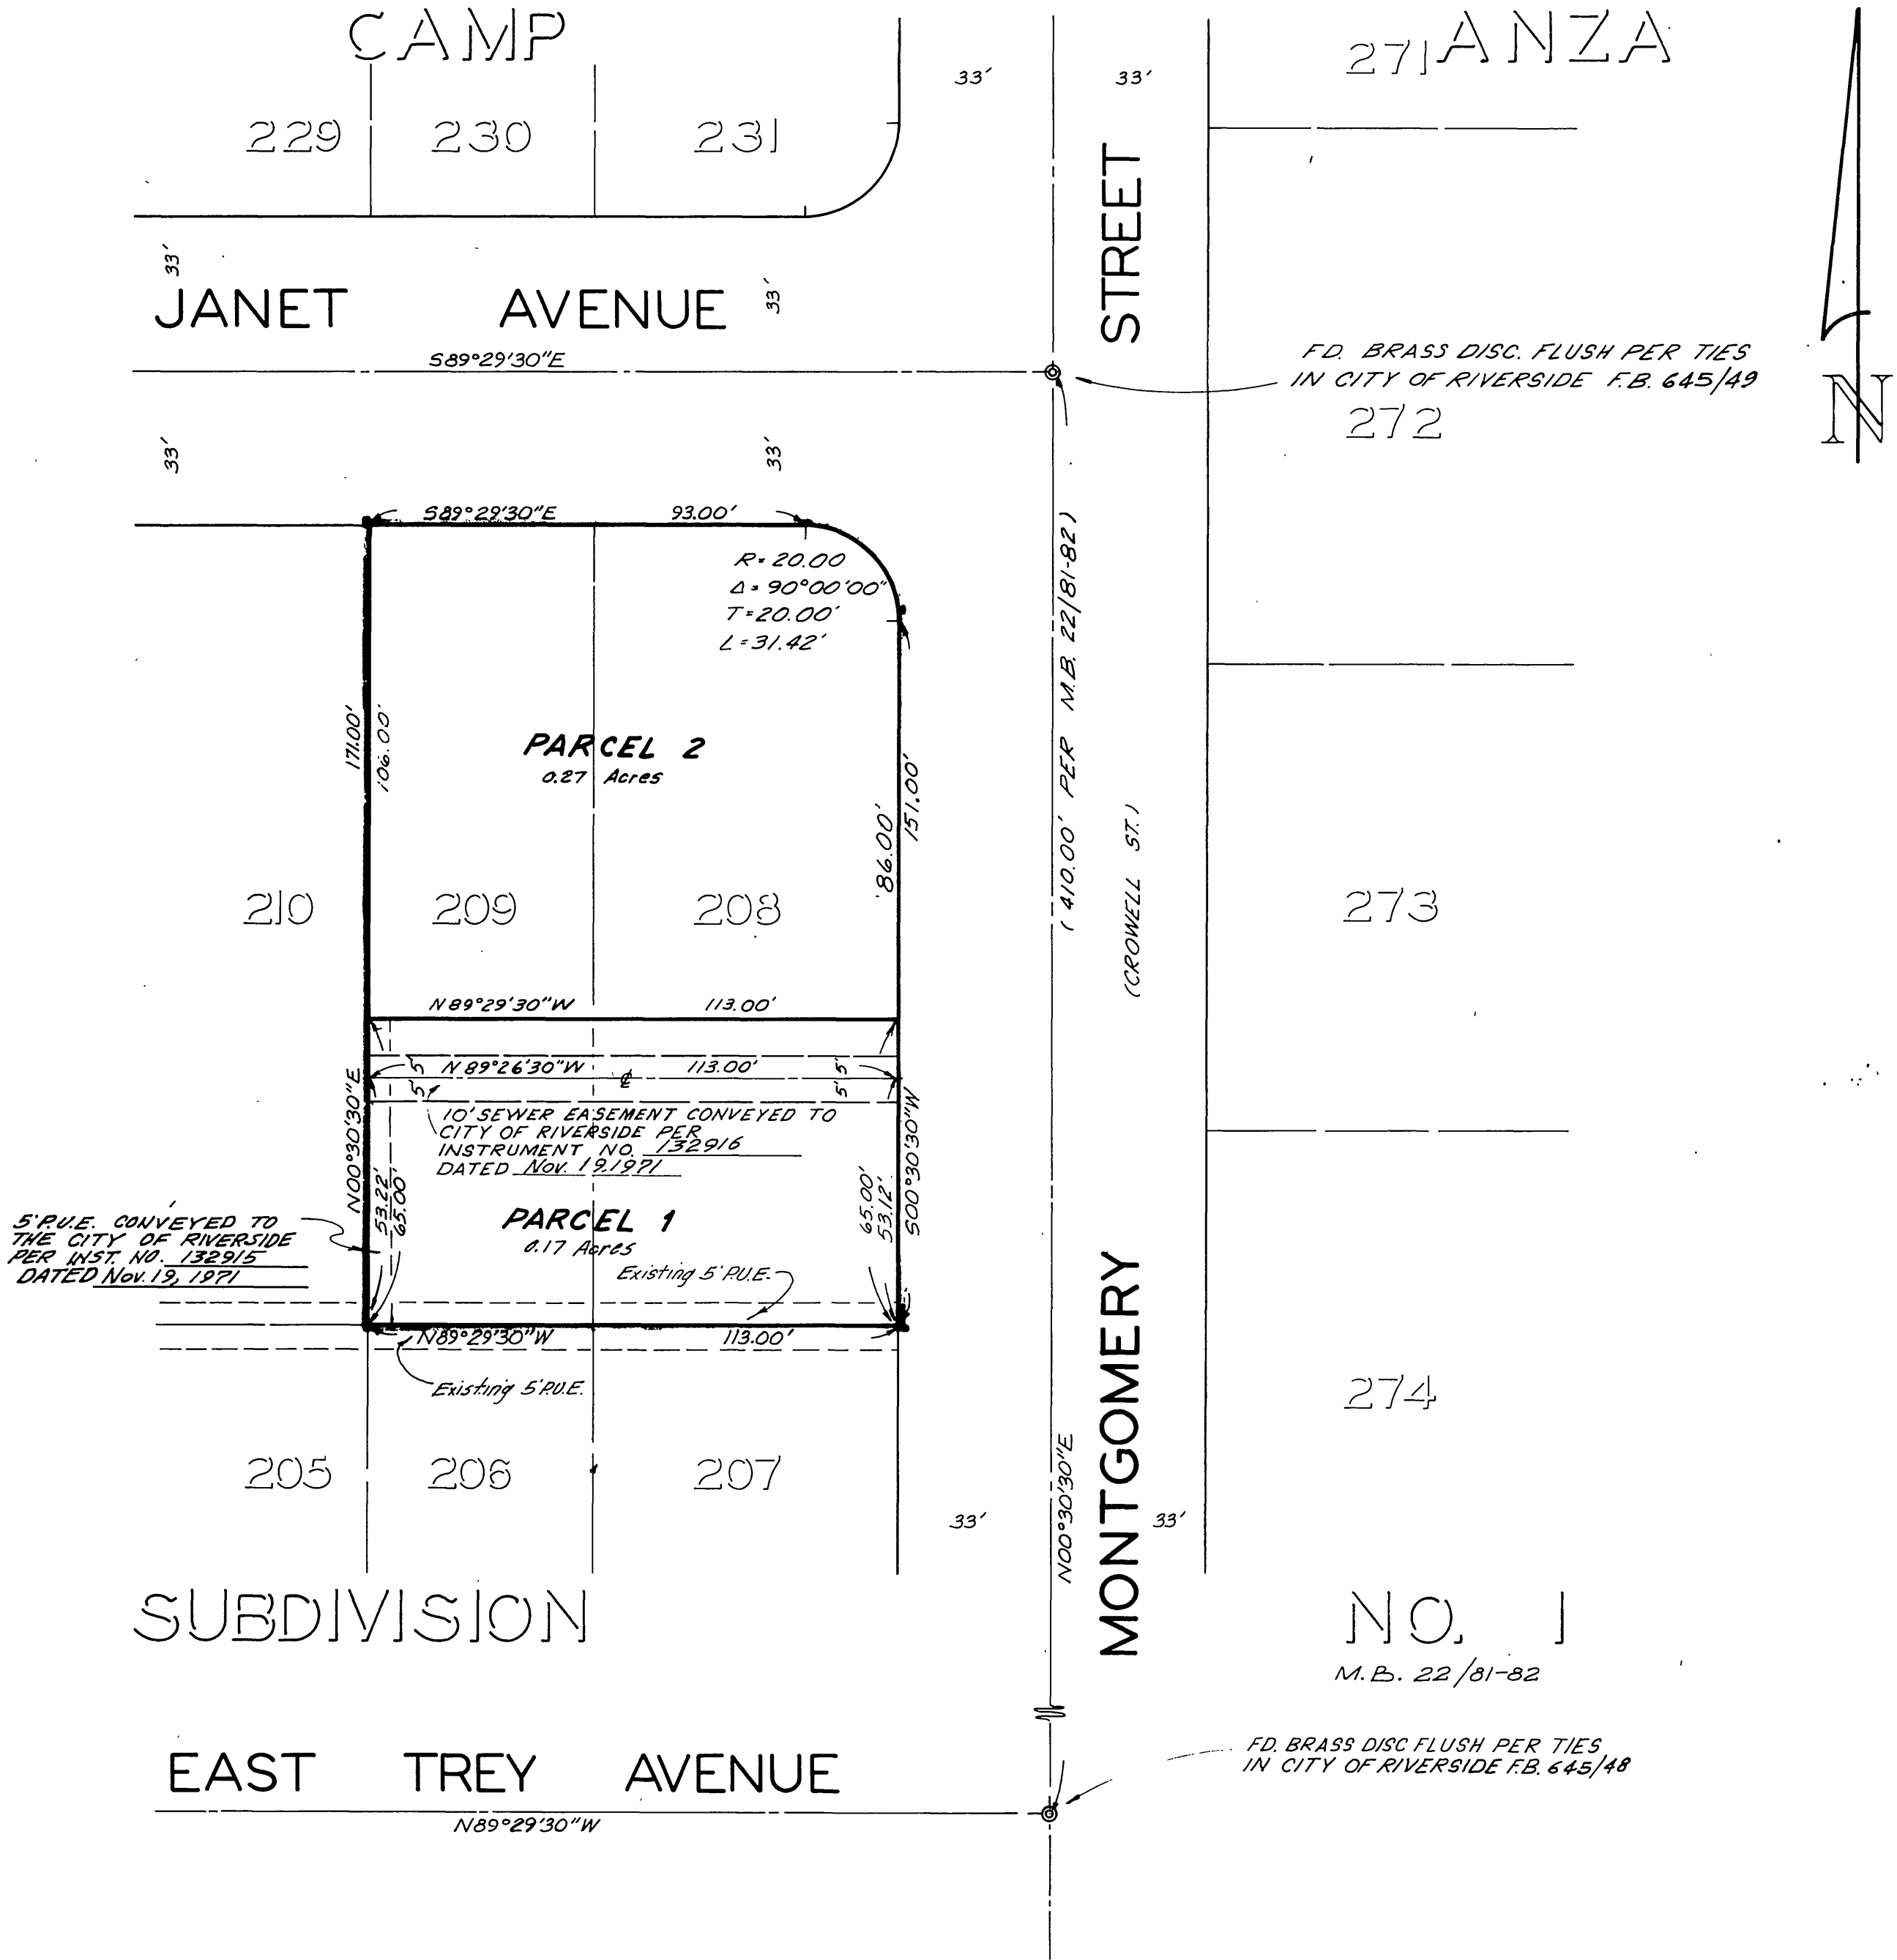 CAMP ANZA
271
33' 33'
229 230 231
STREET
33' 33'
JANET AVENUE
S89°29'30"E
FD. BRASS DISC. FLUSH PER TIES
IN CITY OF RIVERSIDE F.B. 645/49
272
N
33' 33'
S89°29'30"E 93.00'
R=20.00
Δ=90°00'00"
T=20.00'
L=31.42'
(410.00' PER M.B. 22/81-82)
171.00'
106.00'
PARCEL 2
0.27 Acres
86.00'
151.00'
(CROWELL ST.)
210 209 208
273
N89°29'30"W 113.00'
5' N89°26'30"W ℄ 113.00' 5'
5' 5'
10' SEWER EASEMENT CONVEYED TO
CITY OF RIVERSIDE PER
INSTRUMENT NO. 132916
DATED Nov. 19, 1971
N00°30'30"E
53.22'
65.00'
65.00'
53.12'
S00°30'30"W
5' P.U.E. CONVEYED TO
THE CITY OF RIVERSIDE
PER INST. NO. 132915
DATED Nov. 19, 1971
PARCEL 1
0.17 Acres
Existing 5' P.U.E.
N89°29'30"W 113.00'
Existing 5' P.U.E.
MONTGOMERY
274
205 206 207
N00°30'30"E
33' 33'
SUBDIVISION NO. 1
M.B. 22/81-82
EAST TREY AVENUE
N89°29'30"W
FD. BRASS DISC FLUSH PER TIES
IN CITY OF RIVERSIDE F.B. 645/48